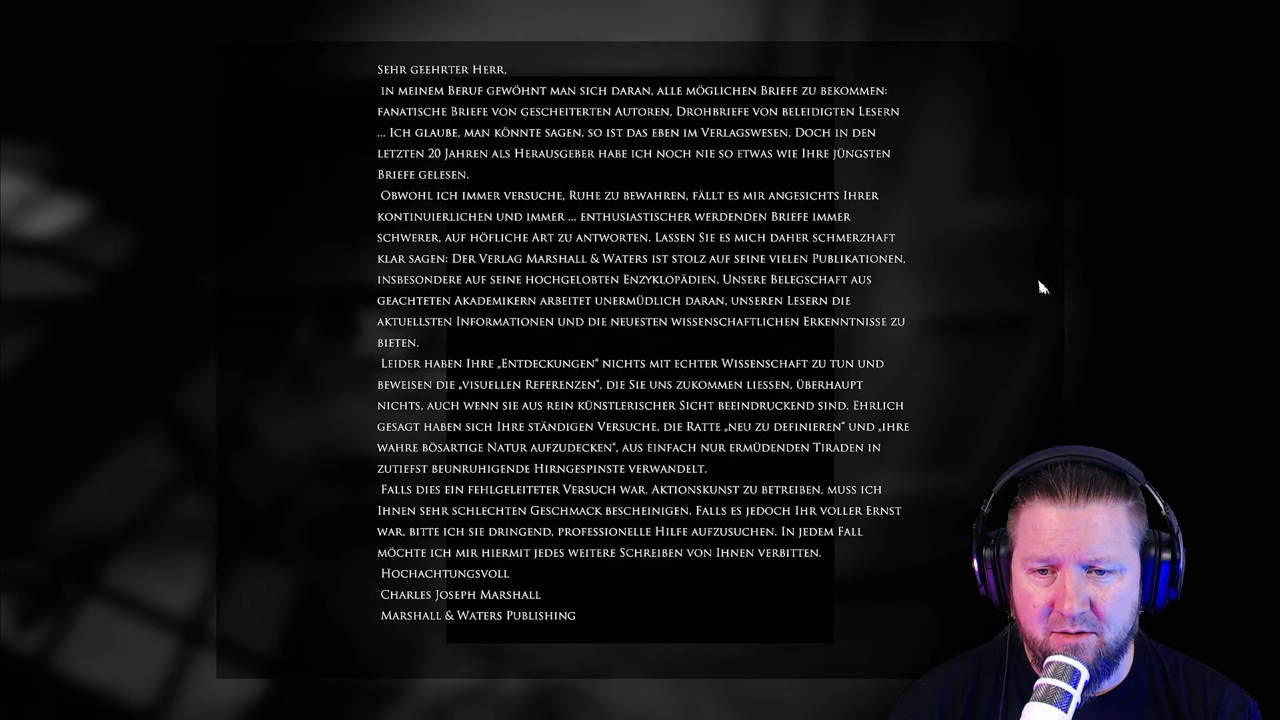 Sehr geehrter Herr,
in meinem Beruf gewöhnt man sich daran, alle möglichen Briefe zu bekommen:
fanatische Briefe von gescheiterten Autoren, Drohbriefe von beleidigten Lesern
... Ich glaube, man könnte sagen, so ist das eben im Verlagswesen. Doch in den
letzten 20 Jahren als Herausgeber habe ich noch nie so etwas wie Ihre jüngsten
Briefe gelesen.
Obwohl ich immer versuche, Ruhe zu bewahren, fällt es mir angesichts Ihrer
kontinuierlichen und immer ... enthusiastischer werdenden Briefe immer
schwerer, auf höfliche Art zu antworten. Lassen Sie es mich daher schmerzhaft
klar sagen: Der Verlag Marshall & Waters ist stolz auf seine vielen Publikationen,
insbesondere auf seine hochgelobten Enzyklopädien. Unsere Belegschaft aus
geachteten Akademikern arbeitet unermüdlich daran, unseren Lesern die
aktuellsten Informationen und die neuesten wissenschaftlichen Erkenntnisse zu
bieten.
Leider haben Ihre „Entdeckungen“ nichts mit echter Wissenschaft zu tun und
beweisen die „visuellen Referenzen“, die Sie uns zukommen liessen, überhaupt
nichts, auch wenn sie aus rein künstlerischer Sicht beeindruckend sind. Ehrlich
gesagt haben sich Ihre ständigen Versuche, die Ratte „neu zu definieren“ und „ihre
wahre bösartige Natur aufzudecken“, aus einfach nur ermüdenden Tiraden in
zutiefst beunruhigende Hirngespinste verwandelt.
Falls dies ein fehlgeleiteter Versuch war, Aktionskunst zu betreiben, muss ich
Ihnen sehr schlechten Geschmack bescheinigen. Falls es jedoch Ihr voller Ernst
war, bitte ich Sie dringend, professionelle Hilfe aufzusuchen. In jedem Fall
möchte ich mir hiermit jedes weitere Schreiben von Ihnen verbitten.
Hochachtungsvoll
Charles Joseph Marshall
Marshall & Waters Publishing